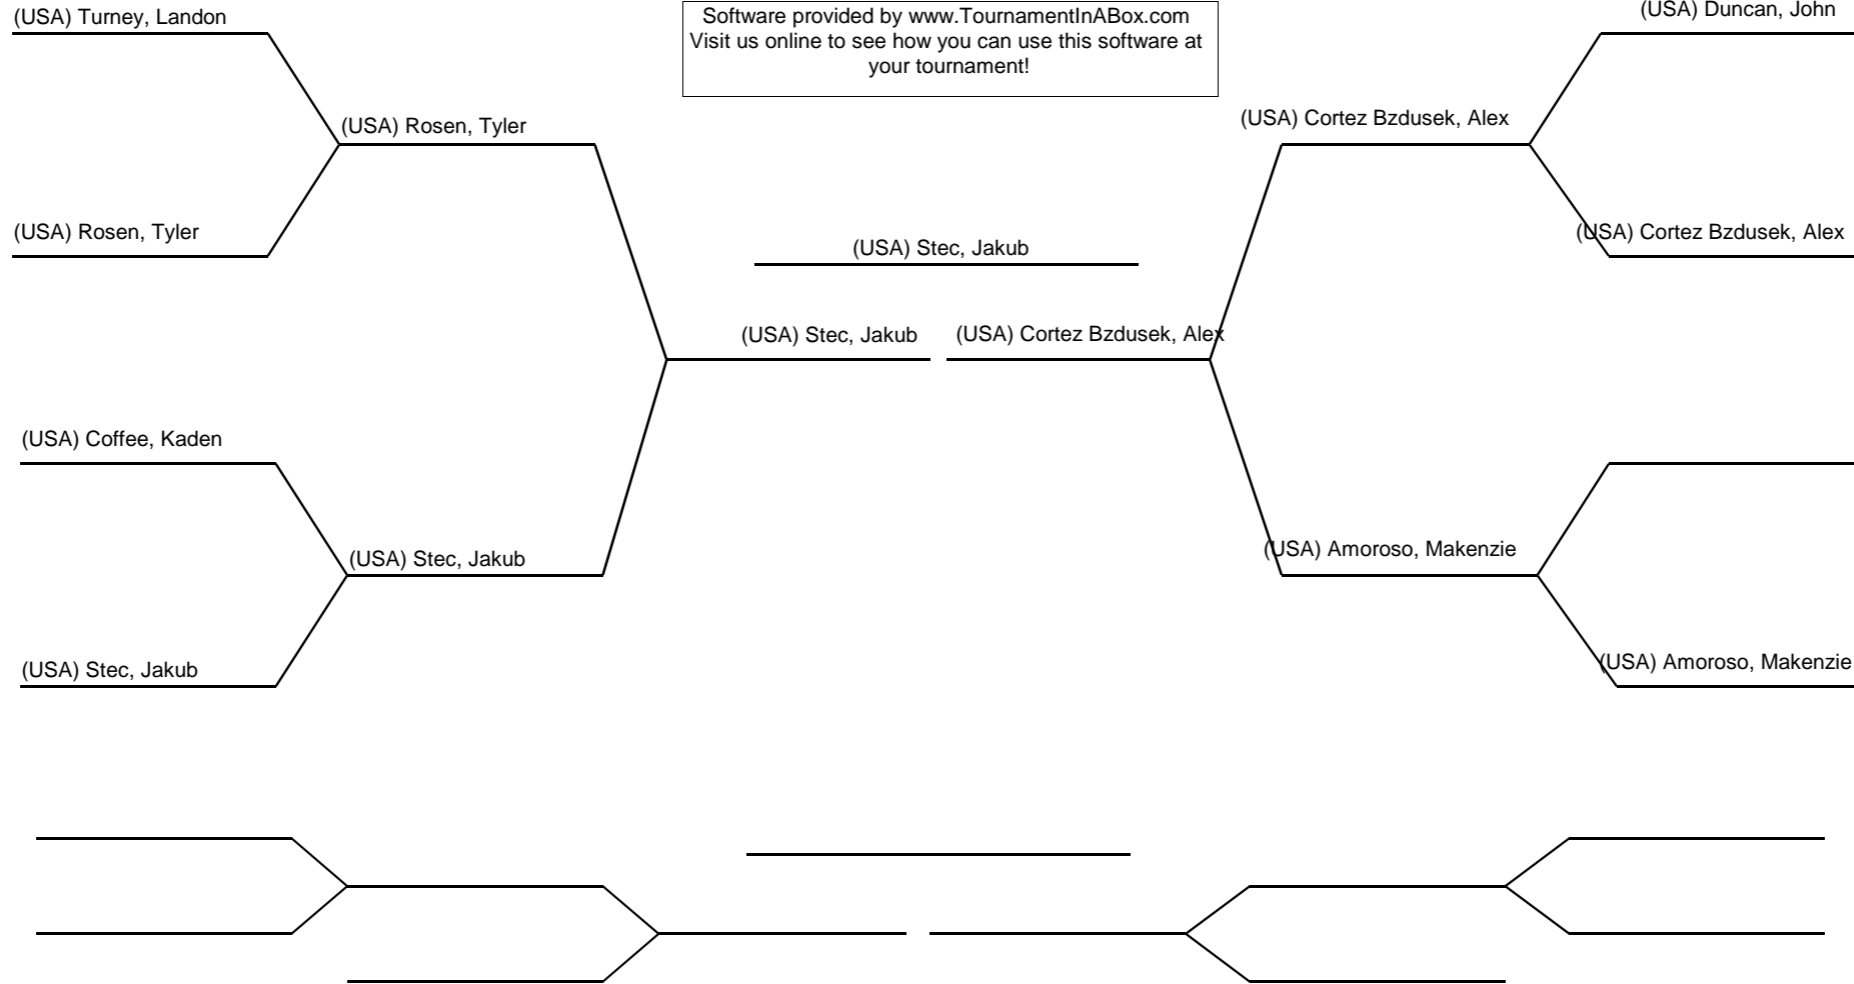 (USA) Turney, Landon
Software provided by www.TournamentInABox.com
Visit us online to see how you can use this software at
your tournament!
(USA) Duncan, John
(USA) Rosen, Tyler
(USA) Cortez Bzdusek, Alex
(USA) Rosen, Tyler
(USA) Stec, Jakub
(USA) Cortez Bzdusek, Alex
(USA) Stec, Jakub
(USA) Cortez Bzdusek, Alex
(USA) Coffee, Kaden
(USA) Stec, Jakub
(USA) Amoroso, Makenzie
(USA) Stec, Jakub
(USA) Amoroso, Makenzie